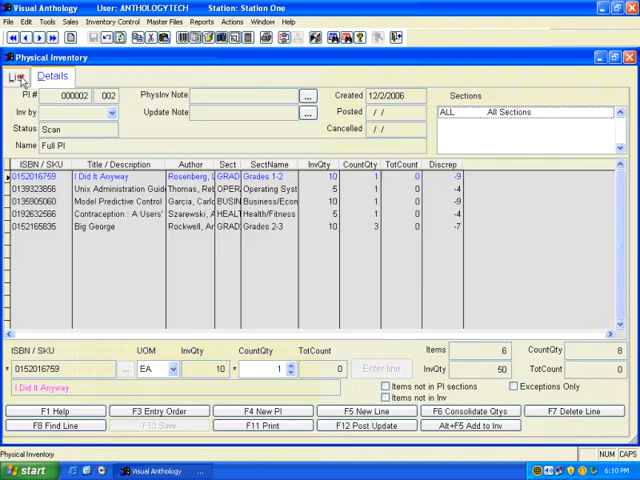 Visual Anthology User: ANTHOLOGYTECH Station: Station One
File Edit Tools Sales Inventory Control Master Files Reports Actions Window Help
Physical Inventory
List Details
PI # 000002 002 PhysInv Note ... Created 12/2/2006 Sections
Inv by Update Note ... Posted / / ALL All Sections
Status Scan Cancelled / /
Name Full PI
ISBN / SKU Title / Description Author Sect SectName InvQty CountQty TotCount Discrep
0152016759 I Did It Anyway Rosenberg, L GRAD Grades 1-2 10 1 0 -9
0139323856 Unix Administration Guid Thomas, Reb OPER Operating Syst 5 1 0 -4
0135905060 Model Predictive Control Garcia, Carlo BUSIN Business/Econ 10 1 0 -9
0192632566 Contraception : A Users' Szarewski, A HEALT Health/Fitness 5 1 0 -4
0152165835 Big George Rockwell, An GRAD Grades 2-3 10 3 0 -7
ISBN / SKU UOM InvQty CountQty TotCount Items 6 CountQty 8
* 0152016759 ... EA 10 * 1 0 Enter line InvQty 50 TotCount 0
I Did It Anyway Items not in PI sections Exceptions Only
Items not in Inv
F1 Help F3 Entry Order F4 New PI F5 New Line F6 Consolidate Qtys F7 Delete Line
F8 Find Line F10 Save F11 Print F12 Post Update Alt+F5 Add to Inv
Physical Inventory NUM CAPS
start Visual Anthology ... 6:10 PM